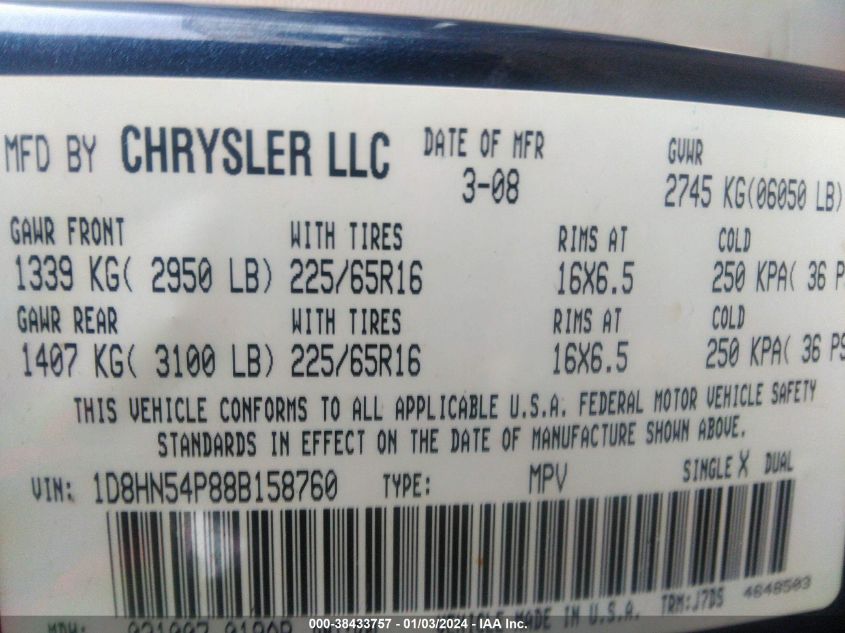 MFD BY CHRYSLER LLC DATE OF MFR GVWR
3-08 2745 KG(06050 LB)
GAWR FRONT WITH TIRES RIMS AT COLD
1339 KG( 2950 LB) 225/65R16 16X6.5 250 KPA( 36 P
GAWR REAR WITH TIRES RIMS AT COLD
1407 KG( 3100 LB) 225/65R16 16X6.5 250 KPA( 36 PS
THIS VEHICLE CONFORMS TO ALL APPLICABLE U.S.A. FEDERAL MOTOR VEHICLE SAFETY
STANDARDS IN EFFECT ON THE DATE OF MANUFACTURE SHOWN ABOVE.
VIN: 1D8HN54P88B158760 TYPE: MPV SINGLE X DUAL
VEHICLE MADE IN U.S.A. TRM:J7DS 4648503
000-38433757 - 01/03/2024 - IAA Inc.